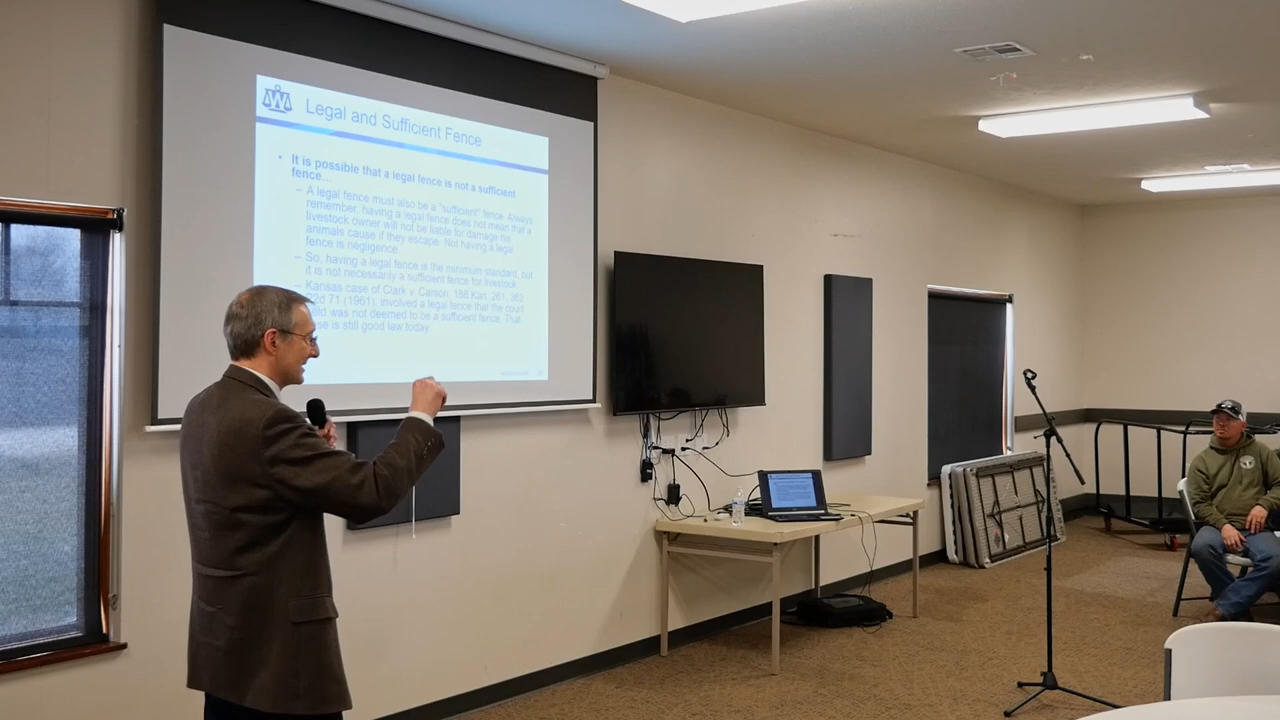 W
Legal and Sufficient Fence
• It is possible that a legal fence is not a sufficient
fence…
– A legal fence must also be a "sufficient" fence. Always
remember, having a legal fence does not mean that a
livestock owner will not be liable for damage his
animals cause if they escape. Not having a legal
fence is negligence.
– So, having a legal fence is the minimum standard, but
it is not necessarily a sufficient fence for livestock.
– Kansas case of Clark v. Carson, 188 Kan. 261, 362
2d 71 (1961), involved a legal fence that the court
was not deemed to be a sufficient fence. That
is still good law today.